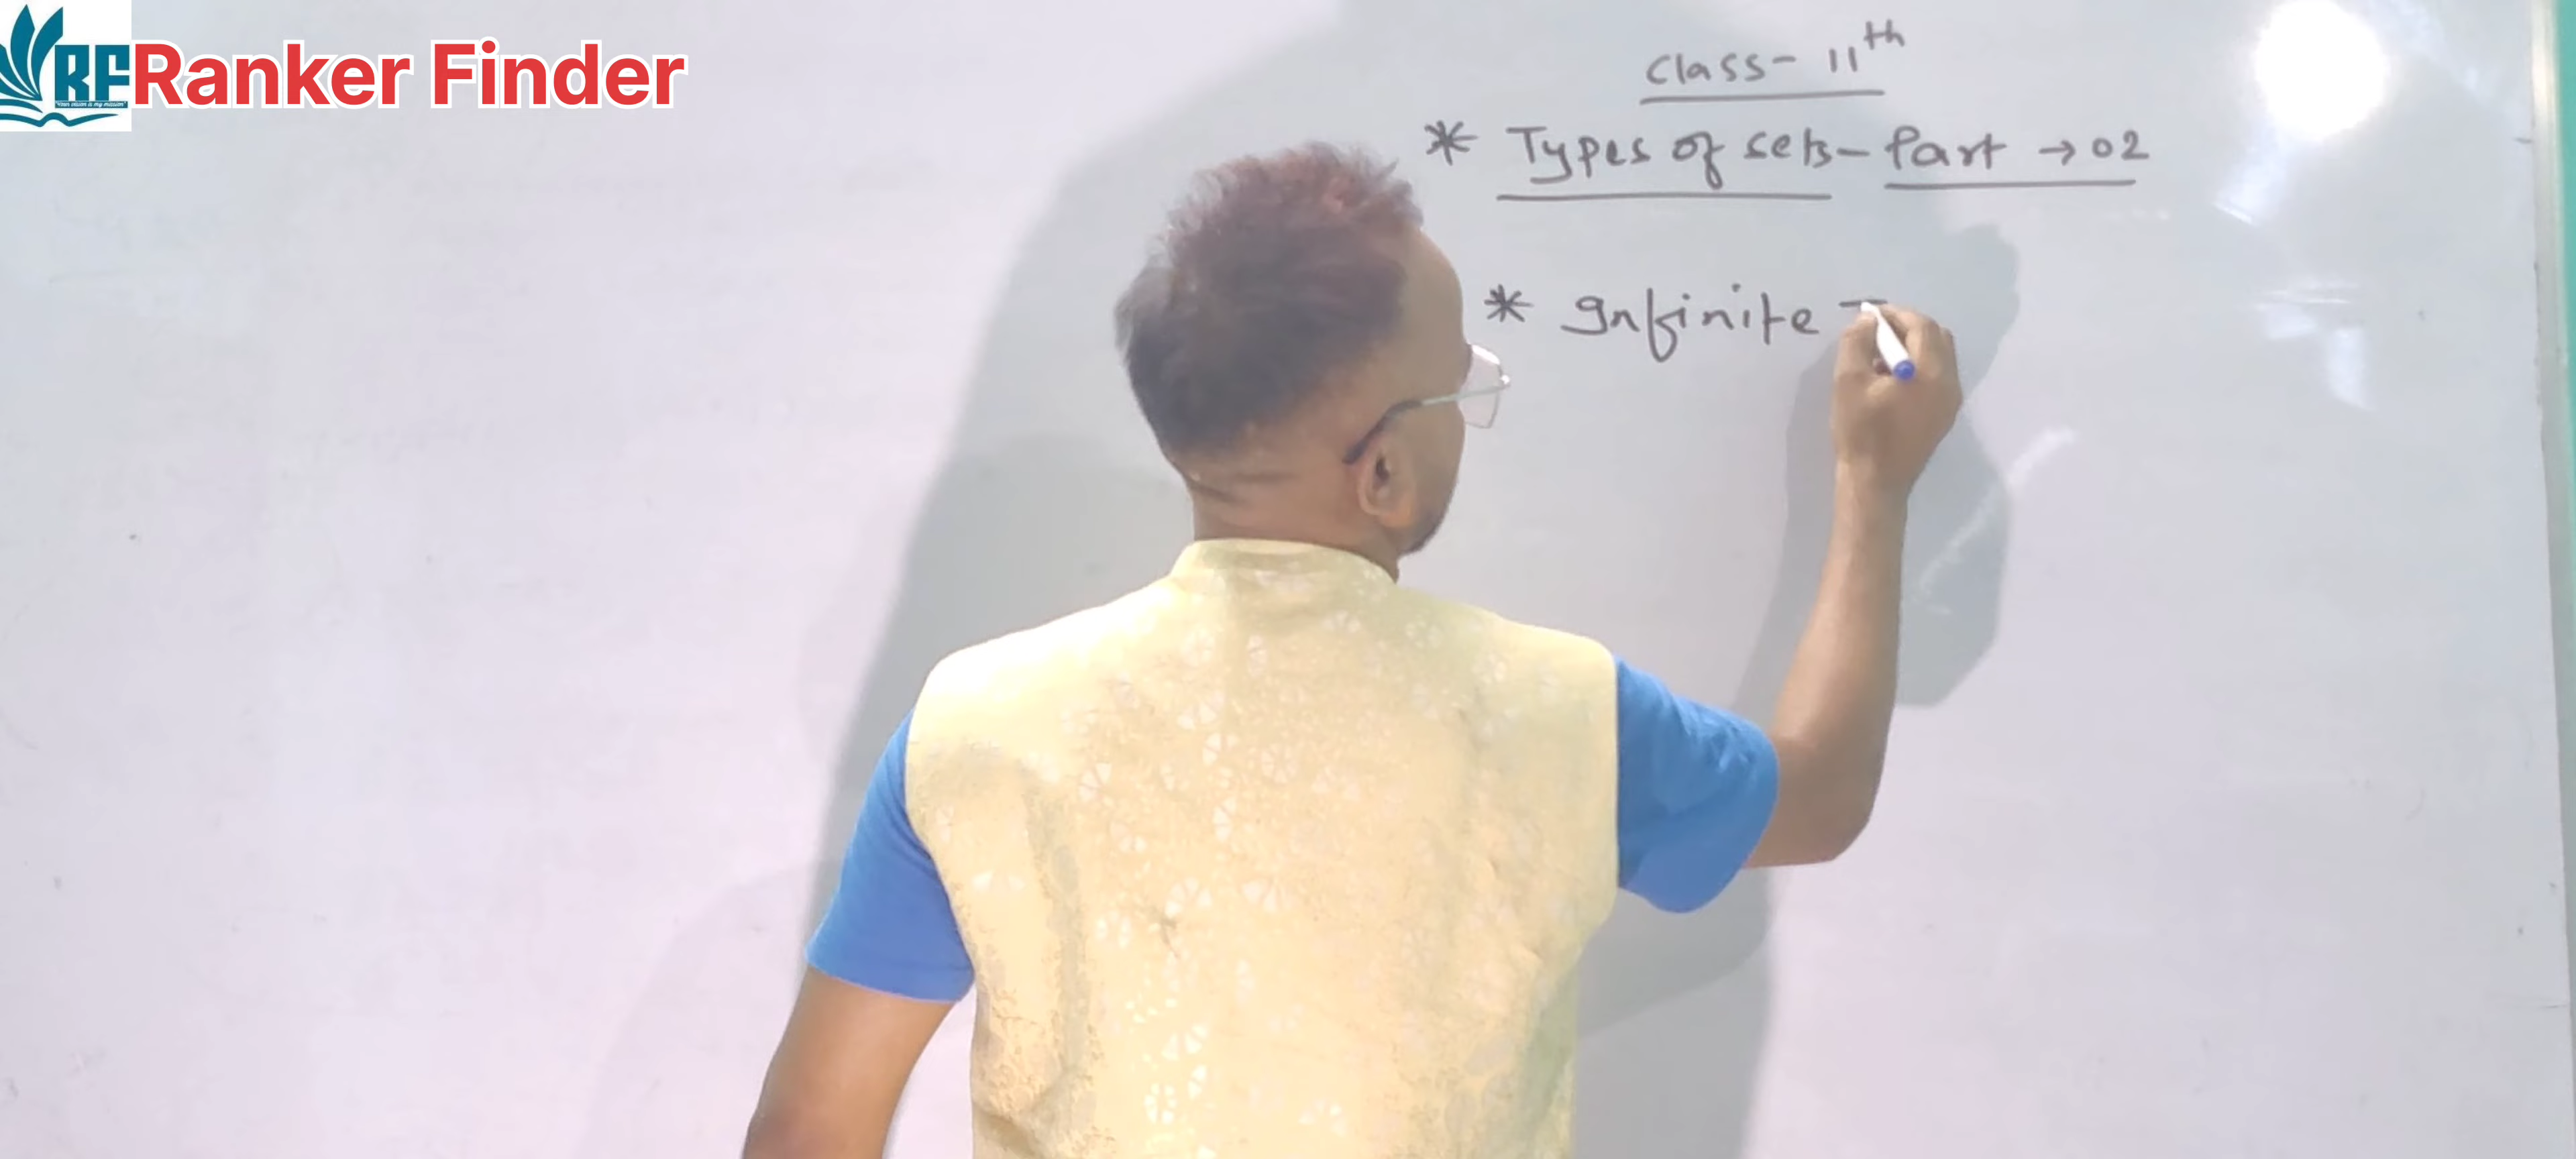 RF Ranker Finder
Class - 11th
* Types of sets - Part → 02
* Infinite -